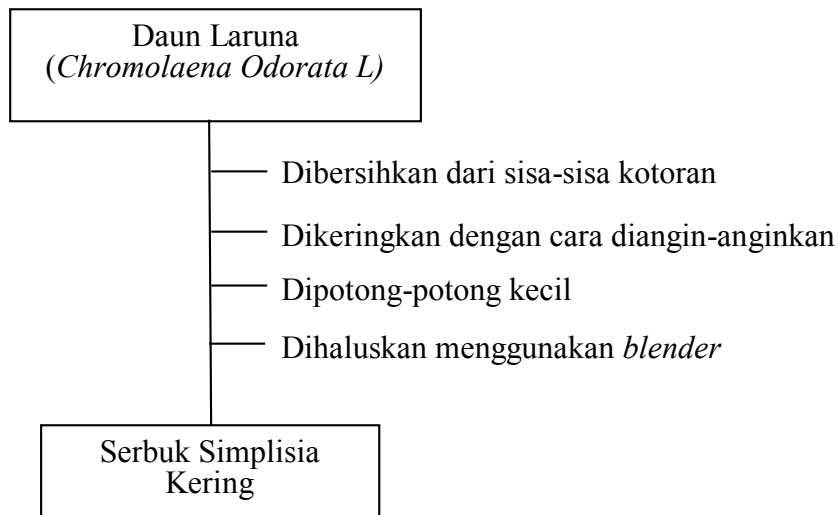 Daun Laruna
(Chromolaena Odorata L)
Dibersihkan dari sisa-sisa kotoran
Dikeringkan dengan cara diangin-anginkan
Dipotong-potong kecil
Dihaluskan menggunakan blender
Serbuk Simplisia
Kering